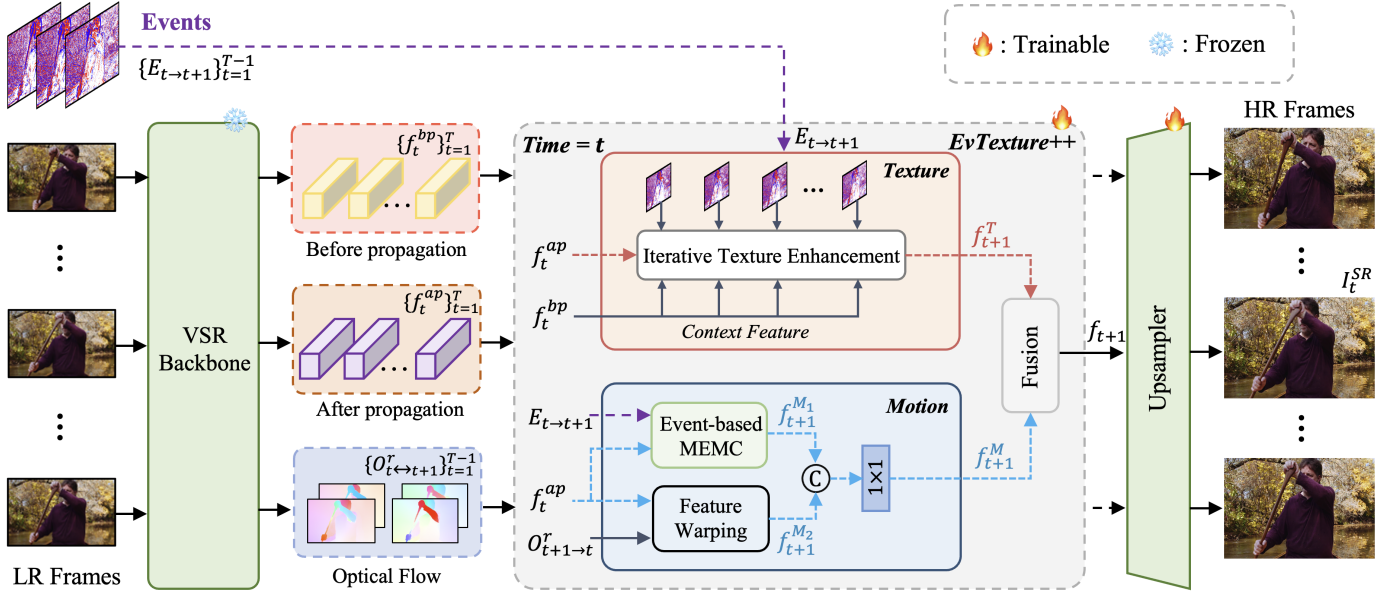 Events
{E_{t→t+1}}_{t=1}^{T-1}
: Trainable
: Frozen
HR Frames
{f_t^{bp}}_{t=1}^{T}
Before propagation
{f_t^{ap}}_{t=1}^{T}
After propagation
{O_{t↔t+1}^{r}}_{t=1}^{T-1}
Optical Flow
LR Frames
VSR
Backbone
Time = t
E_{t→t+1}
EvTexture++
Texture
...
Iterative Texture Enhancement
f_t^{ap}
f_t^{bp}
Context Feature
f_{t+1}^{T}
Motion
E_{t→t+1}
Event-based
MEMC
f_{t+1}^{M_1}
f_t^{ap}
Feature
Warping
f_{t+1}^{M_2}
O_{t+1→t}^{r}
C
1×1
f_{t+1}^{M}
Fusion
f_{t+1}
Upsampler
I_t^{SR}